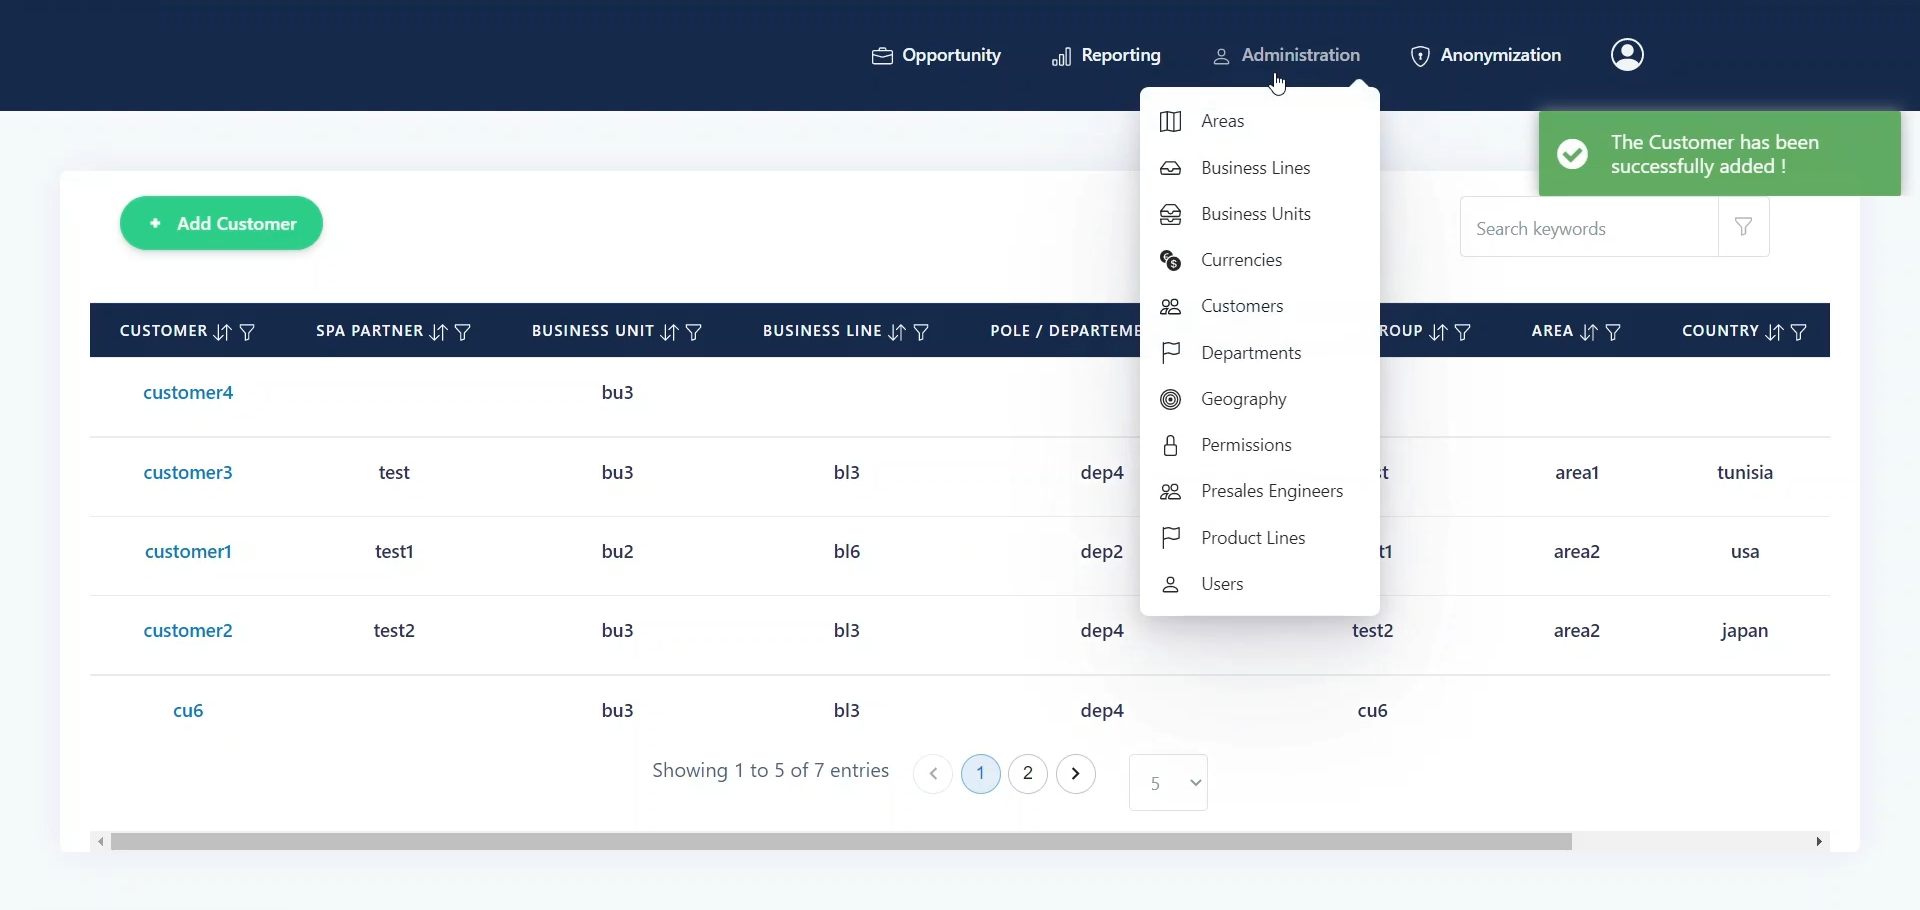 Opportunity Reporting Administration Anonymization
The Customer has been
successfully added !
Add Customer
Search keywords
Areas
Business Lines
Business Units
Currencies
Customers
Departments
Geography
Permissions
Presales Engineers
Product Lines
Users
CUSTOMER SPA PARTNER BUSINESS UNIT BUSINESS LINE POLE / DEPARTEME ROUP AREA COUNTRY
customer4 bu3
customer3 test bu3 bl3 dep4 st area1 tunisia
customer1 test1 bu2 bl6 dep2 t1 area2 usa
customer2 test2 bu3 bl3 dep4 test2 area2 japan
cu6 bu3 bl3 dep4 cu6
Showing 1 to 5 of 7 entries 1 2 5